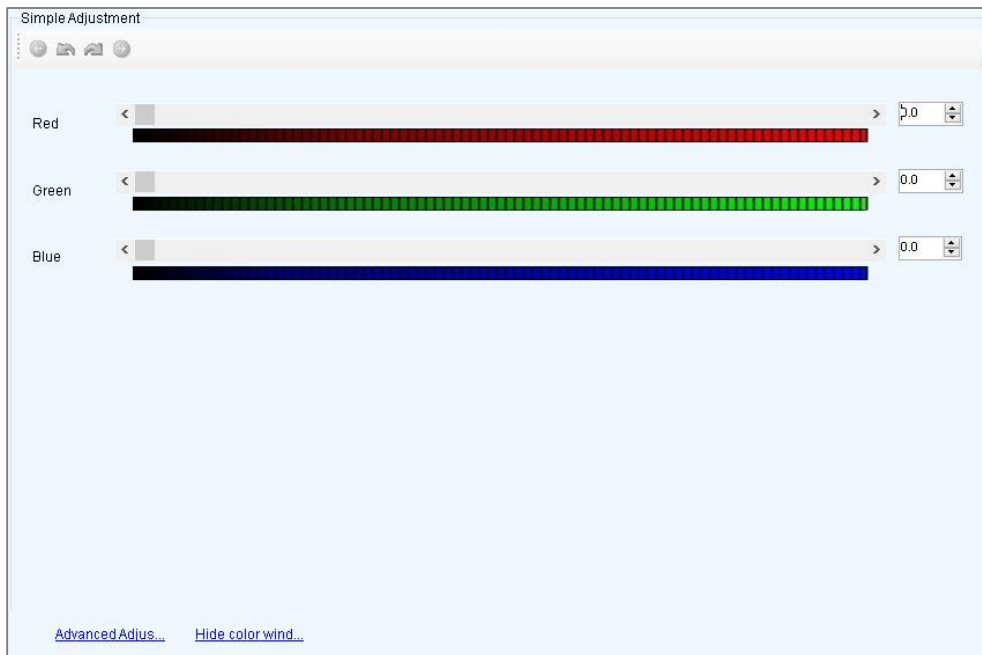 Simple Adjustment
Red 0.0
Green 0.0
Blue 0.0
Advanced Adjus... Hide color wind...